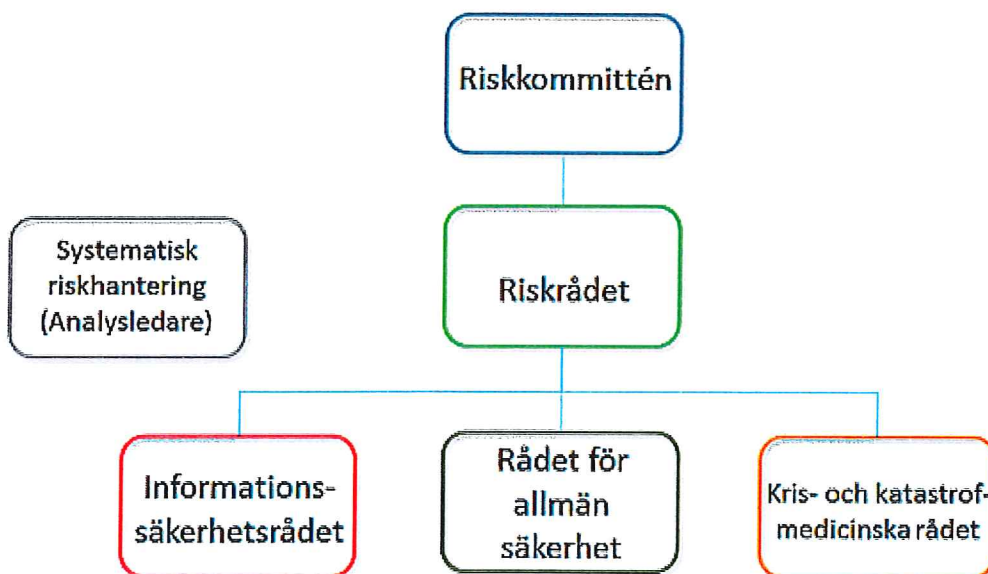 Riskkommittén
Systematisk
riskhantering
(Analysledare)
Riskrådet
Informations-
säkerhetsrådet
Rådet för
allmän
säkerhet
Kris- och katastrof-
medicinska rådet